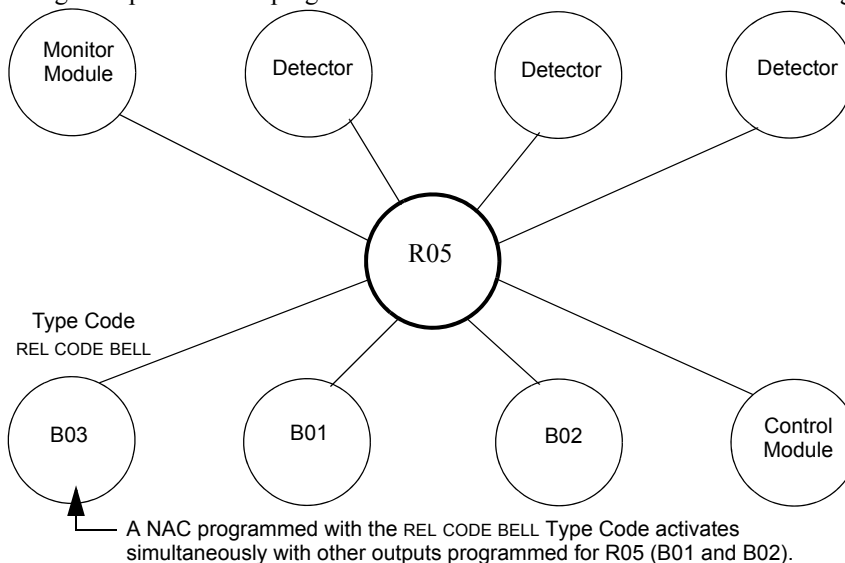 Monitor
Module
Detector
Detector
Detector
R05
Type Code
REL CODE BELL
B03
B01
B02
Control
Module
A NAC programmed with the REL CODE BELL Type Code activates
simultaneously with other outputs programmed for R05 (B01 and B02).